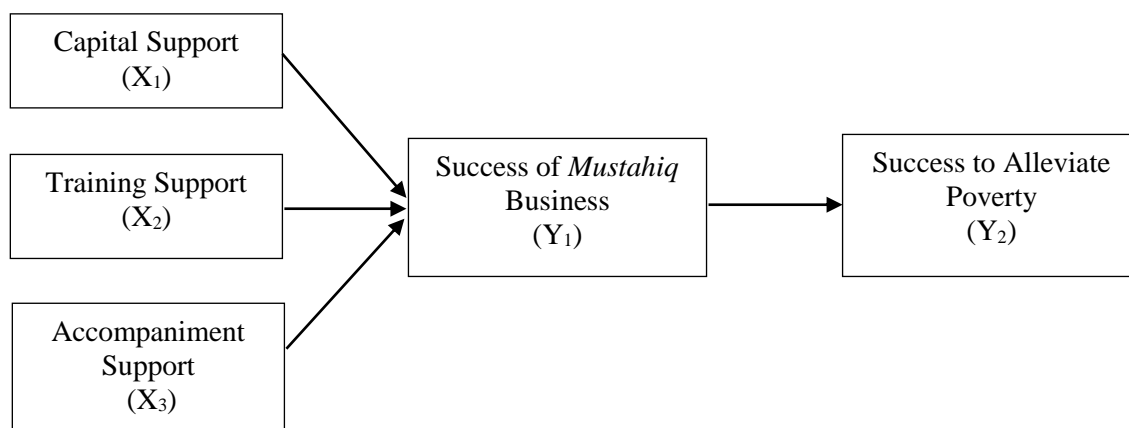 Capital Support
(X₁)
Training Support
(X₂)
Accompaniment
Support
(X₃)
Success of Mustahiq
Business
(Y₁)
Success to Alleviate
Poverty
(Y₂)